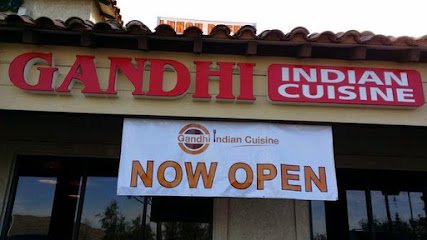 GANDHI INDIAN
CUISINE
Gandhi Indian Cuisine
NOW OPEN